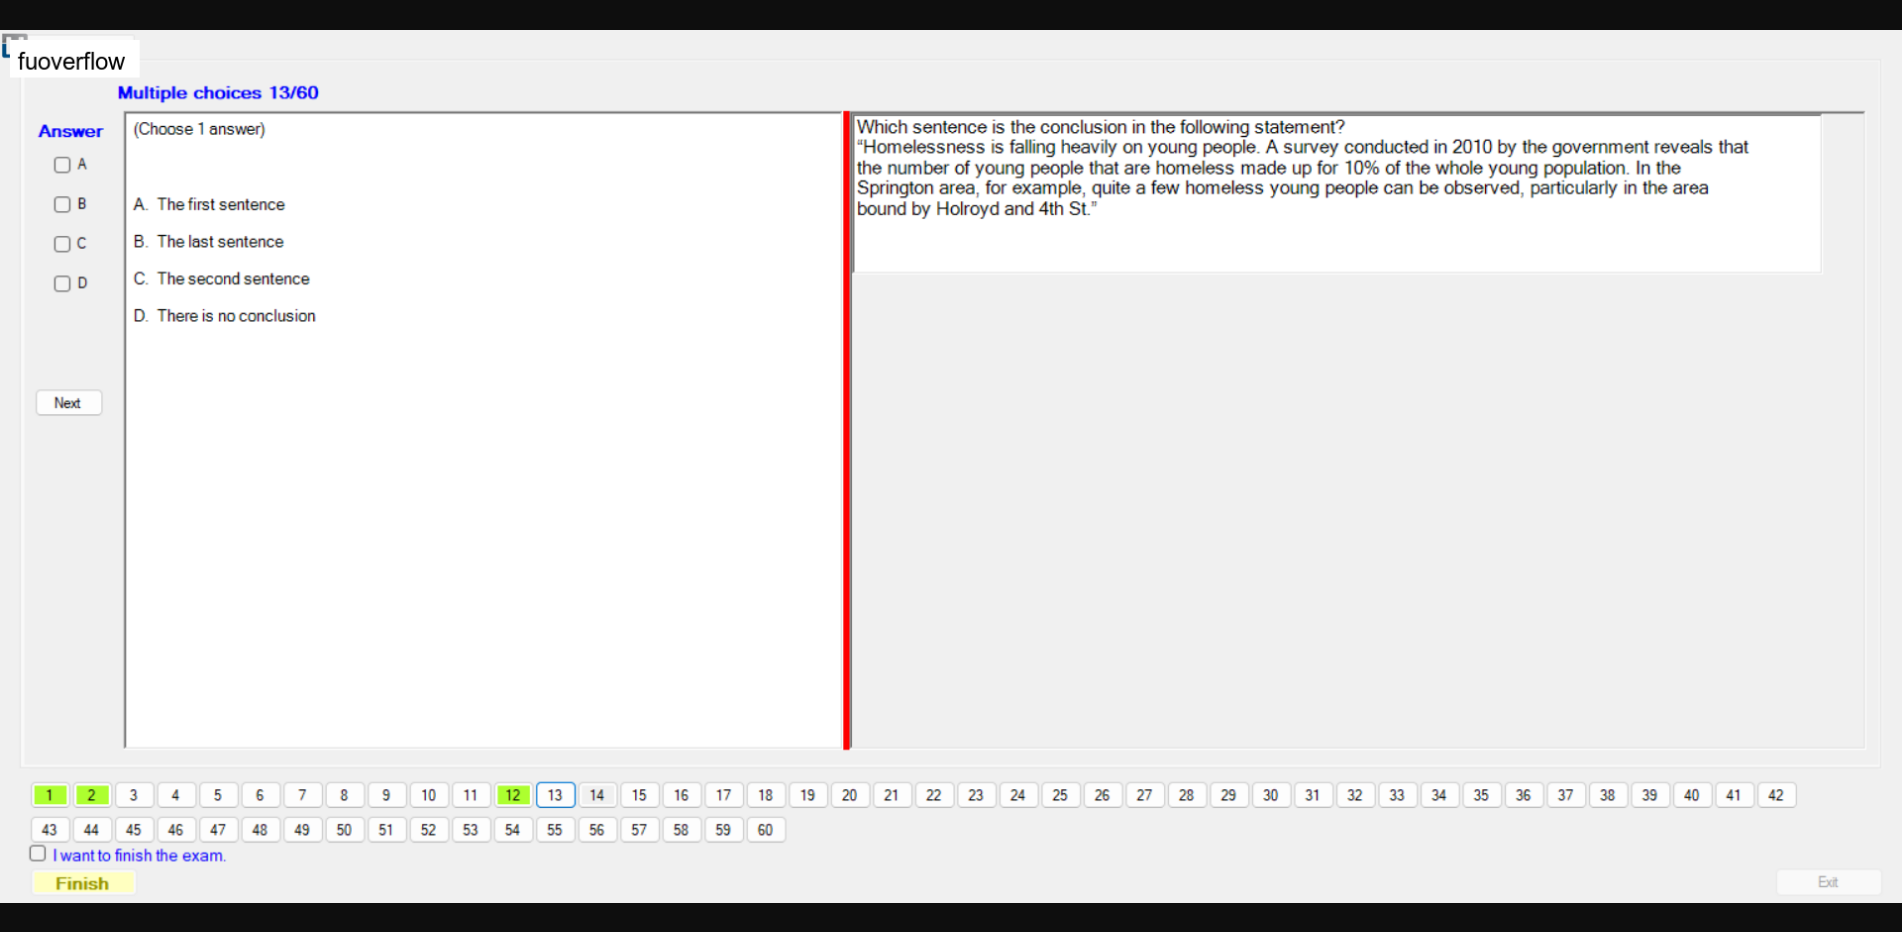 fuoverflow
Multiple choices 13/60
Answer
A
B
C
D
Next
(Choose 1 answer)
A. The first sentence
B. The last sentence
C. The second sentence
D. There is no conclusion
Which sentence is the conclusion in the following statement?
“Homelessness is falling heavily on young people. A survey conducted in 2010 by the government reveals that
the number of young people that are homeless made up for 10% of the whole young population. In the
Springton area, for example, quite a few homeless young people can be observed, particularly in the area
bound by Holroyd and 4th St.”
1 2 3 4 5 6 7 8 9 10 11 12 13 14 15 16 17 18 19 20 21 22 23 24 25 26 27 28 29 30 31 32 33 34 35 36 37 38 39 40 41 42
43 44 45 46 47 48 49 50 51 52 53 54 55 56 57 58 59 60
I want to finish the exam.
Finish
Exit